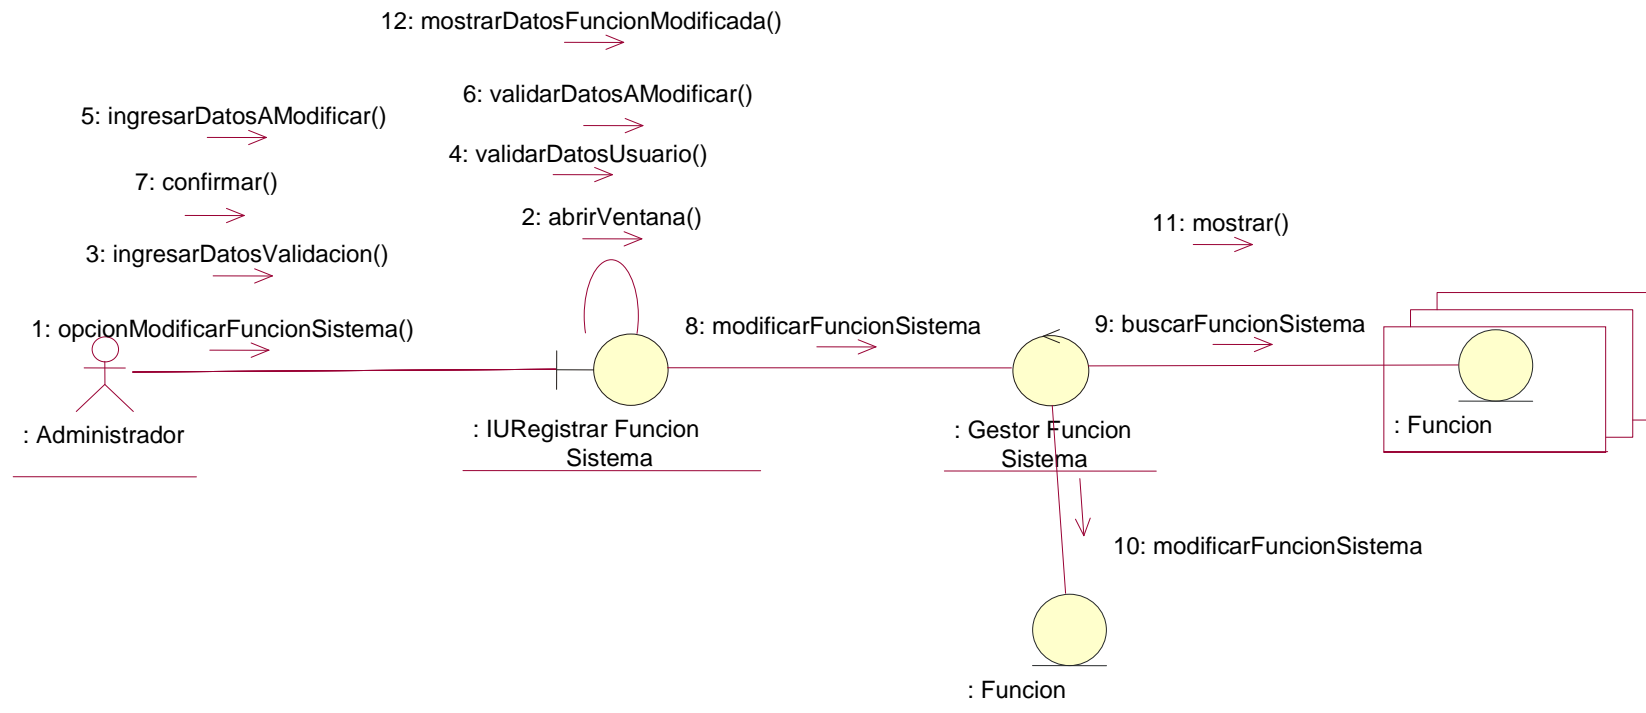 12: mostrarDatosFuncionModificada()
6: validarDatosAModificar()
5: ingresarDatosAModificar()
4: validarDatosUsuario()
7: confirmar()
2: abrirVentana()
11: mostrar()
3: ingresarDatosValidacion()
1: opcionModificarFuncionSistema()
8: modificarFuncionSistema
9: buscarFuncionSistema
: Administrador
: IURegistrar Funcion
Sistema
: Gestor Funcion
Sistema
: Funcion
10: modificarFuncionSistema
: Funcion